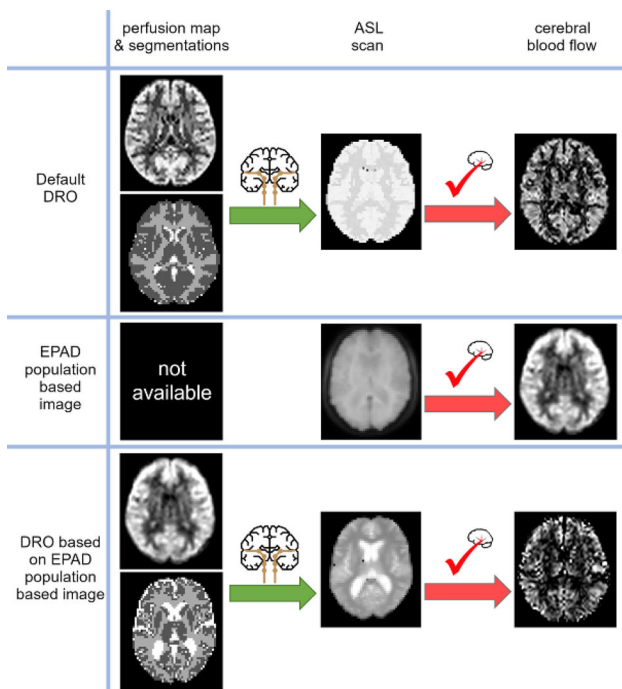 perfusion map
& segmentations
ASL
scan
cerebral
blood flow
Default
DRO
EPAD
population
based
image
not
available
DRO based
on EPAD
population
based image